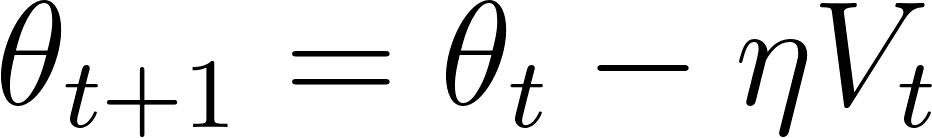 θ_{t+1} = θ_t − ηV_t